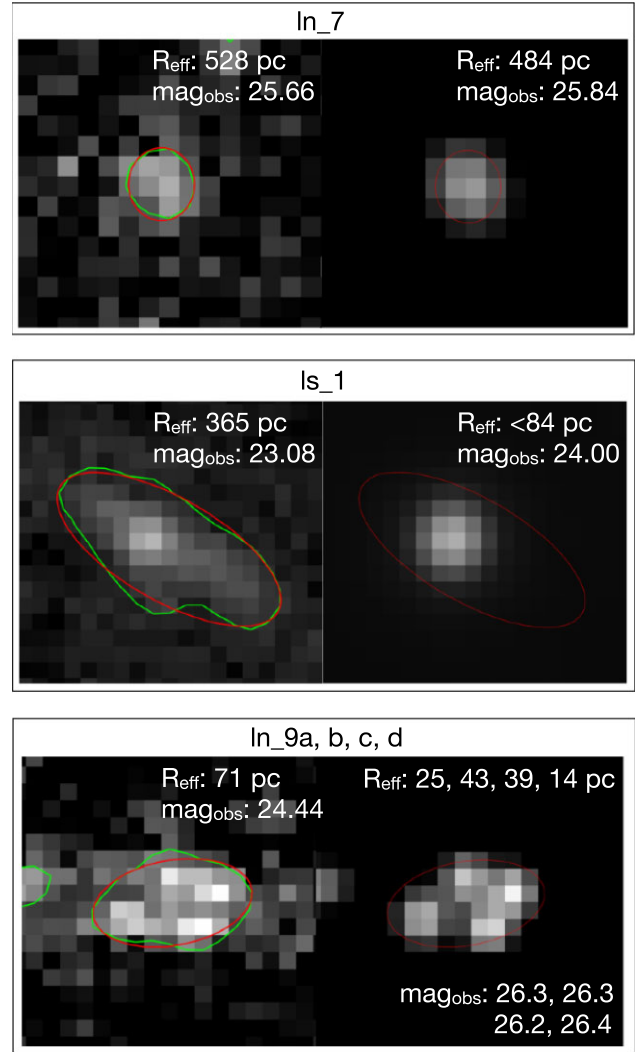 ln_7
Reff: 528 pc
magobs: 25.66
Reff: 484 pc
magobs: 25.84
ls_1
Reff: 365 pc
magobs: 23.08
Reff: <84 pc
magobs: 24.00
ln_9a, b, c, d
Reff: 71 pc
magobs: 24.44
Reff: 25, 43, 39, 14 pc
magobs: 26.3, 26.3
26.2, 26.4